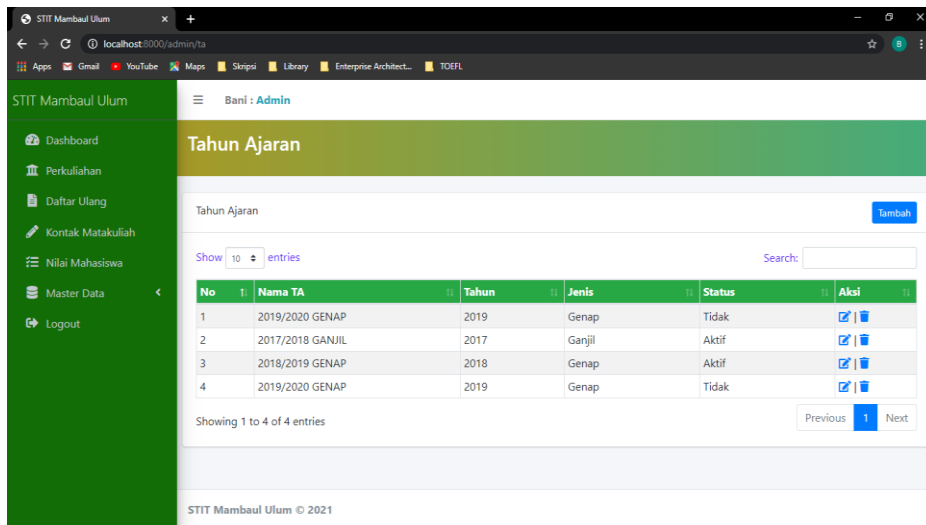 STIT Mambaul Ulum
localhost:8000/admin/ta
B
Apps Gmail YouTube Maps Skripsi Library Enterprise Architect... TOEFL
STIT Mambaul Ulum
Bani : Admin
Dashboard
Perkuliahan
Daftar Ulang
Kontak Matakuliah
Nilai Mahasiswa
Master Data
Logout
Tahun Ajaran
Tahun Ajaran
Tambah
Show 10 entries
Search:
No Nama TA Tahun Jenis Status Aksi
1 2019/2020 GENAP 2019 Genap Tidak |
2 2017/2018 GANJIL 2017 Ganjil Aktif |
3 2018/2019 GENAP 2018 Genap Aktif |
4 2019/2020 GENAP 2019 Genap Tidak |
Showing 1 to 4 of 4 entries
Previous 1 Next
STIT Mambaul Ulum © 2021